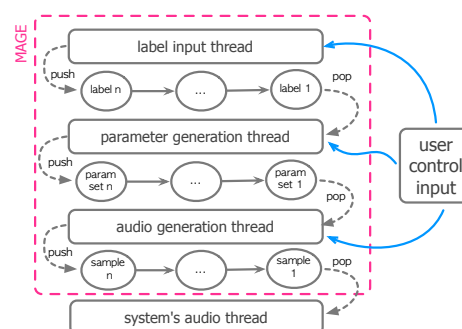 MAGE
label input thread
push
pop
label n
...
label 1
parameter generation thread
user
control
input
push
pop
param
set n
...
param
set 1
audio generation thread
push
pop
sample
n
...
sample
1
system's audio thread